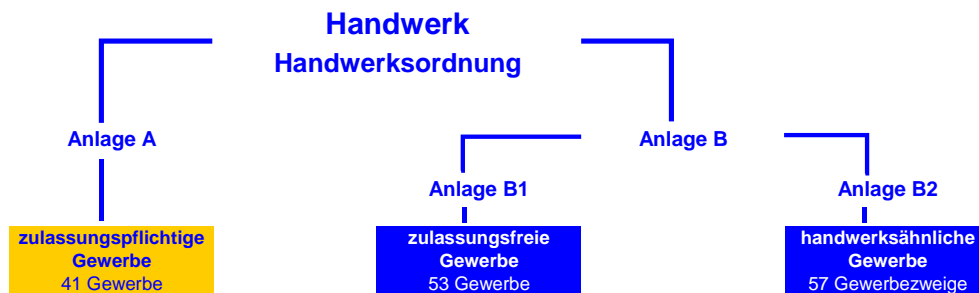 Handwerk
Handwerksordnung
Anlage A
Anlage B
Anlage B1
Anlage B2
zulassungspflichtige
Gewerbe
41 Gewerbe
zulassungsfreie
Gewerbe
53 Gewerbe
handwerksähnliche
Gewerbe
57 Gewerbezweige